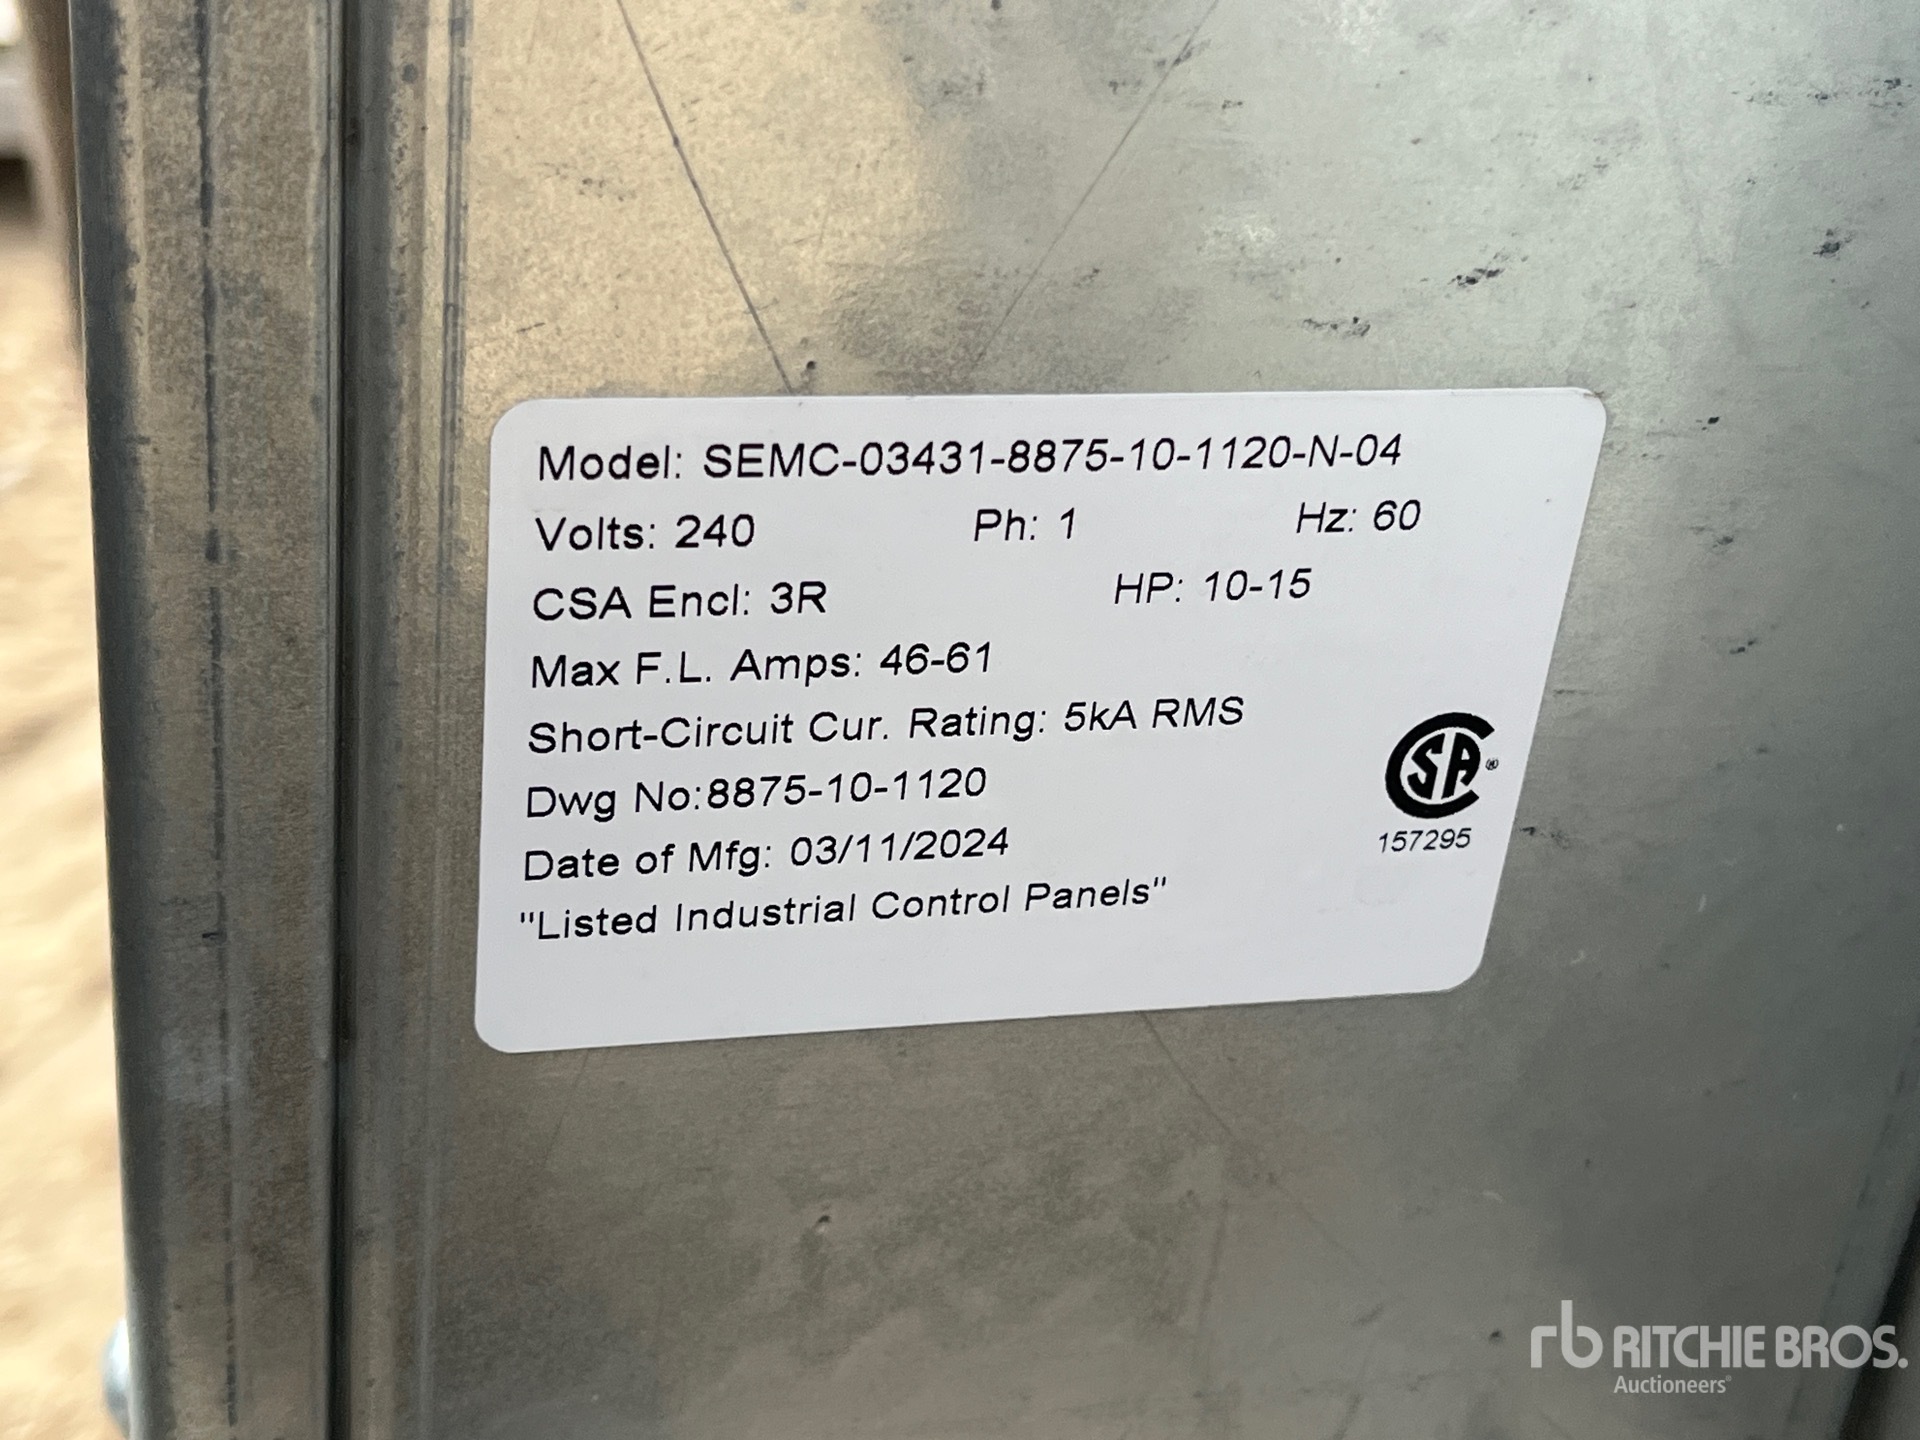 Model: SEMC-03431-8875-10-1120-N-04
Volts: 240 Ph: 1 Hz: 60
CSA Encl: 3R HP: 10-15
Max F.L. Amps: 46-61
Short-Circuit Cur. Rating: 5kA RMS
Dwg No:8875-10-1120
Date of Mfg: 03/11/2024
"Listed Industrial Control Panels"
CSA®
157295
rb RITCHIE BROS.
Auctioneers®